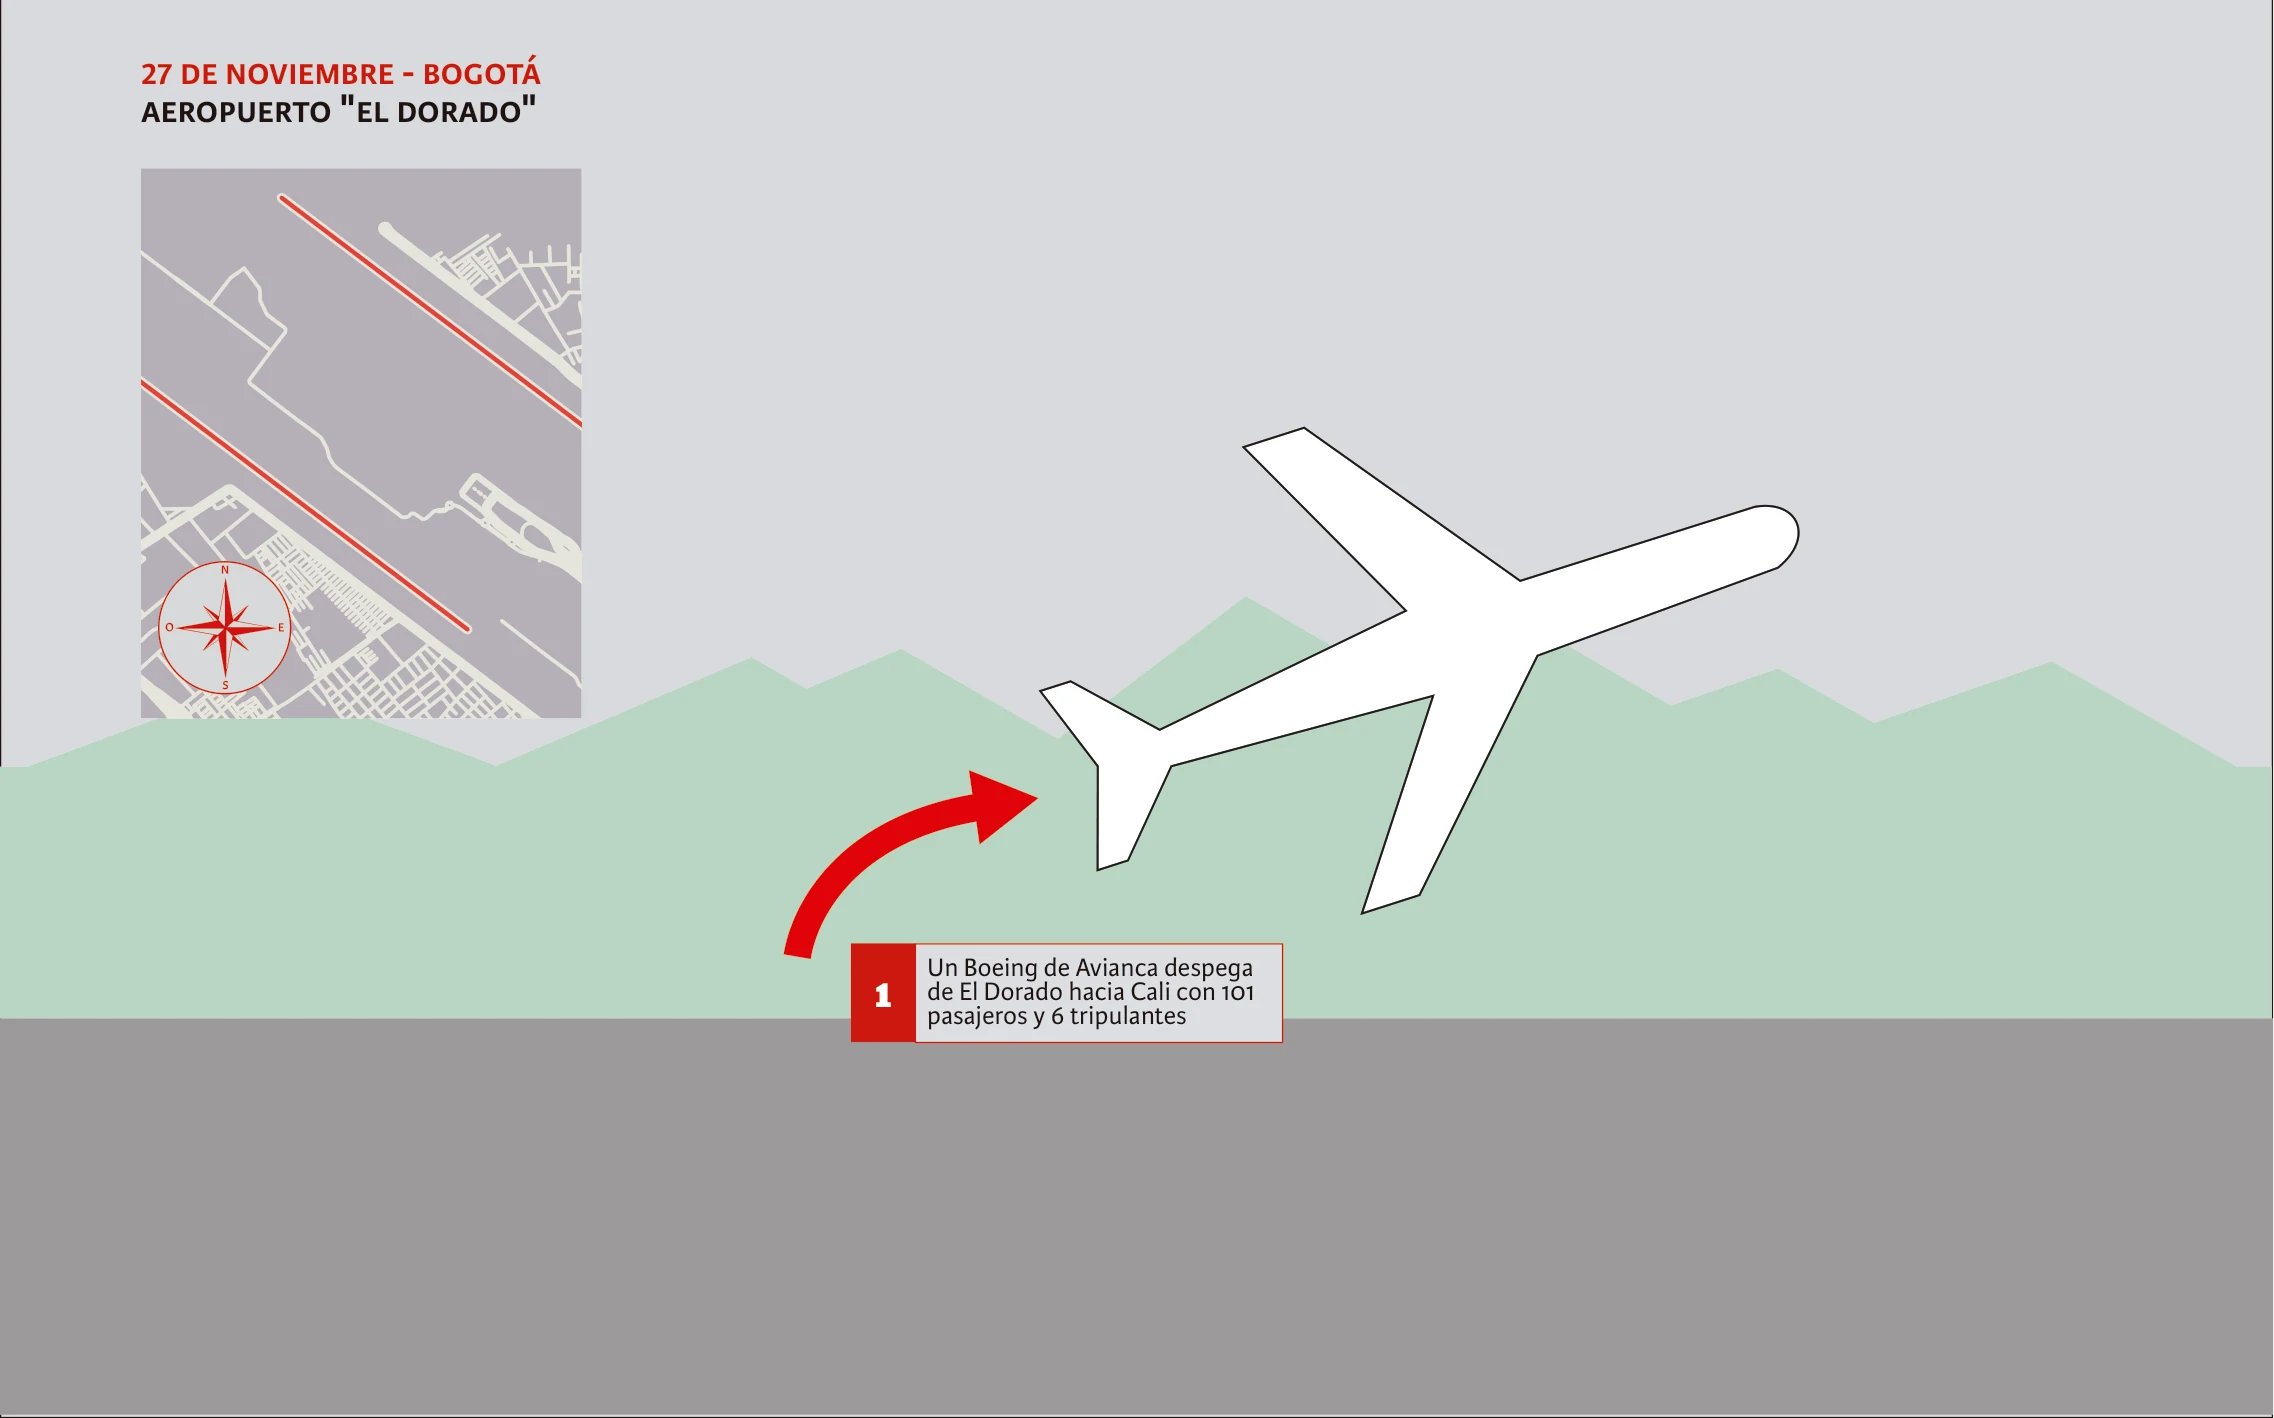 27 DE NOVIEMBRE - BOGOTÁ
AEROPUERTO "EL DORADO"
N
O
E
S
1
Un Boeing de Avianca despega
de El Dorado hacia Cali con 101
pasajeros y 6 tripulantes